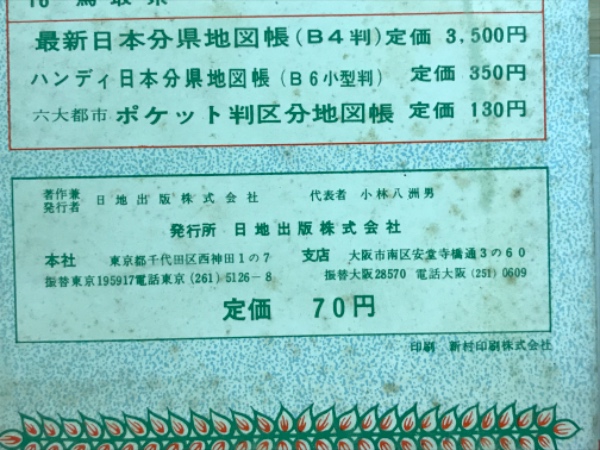 16 鳥取県
最新日本分県地図帳(B4判)定価 3,500円
ハンディ日本分県地図帳(B6小型判) 定価 350円
六大都市 ポケット判区分地図帳 定価 130円
著作兼発行者 日地出版株式会社 代表者 小林八洲男
発行所 日地出版株式会社
本社 東京都千代田区西神田1の7 支店 大阪市南区安堂寺橋通3の60
振替東京195917電話東京(261)5126-8 振替大阪28570 電話大阪(251)0609
定価 70円
印刷 新村印刷株式会社